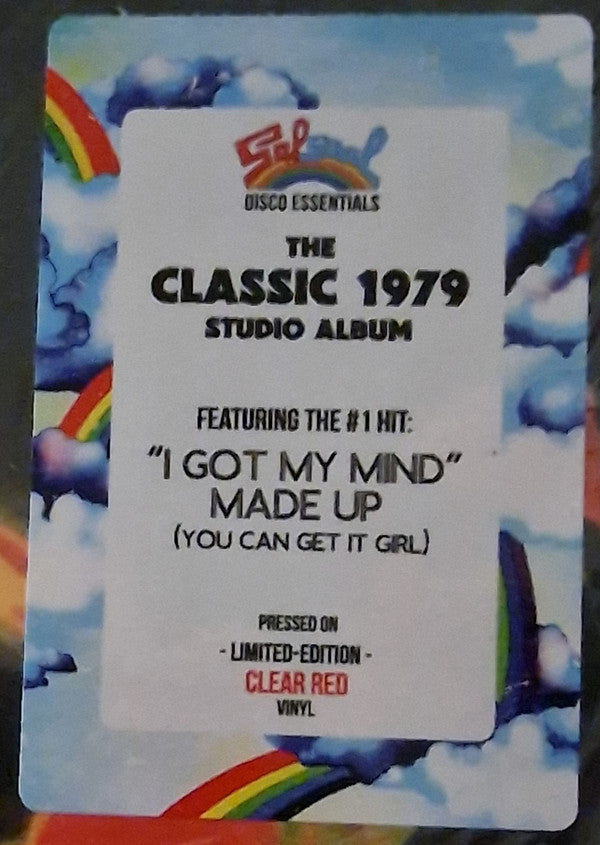 Salsoul
DISCO ESSENTIALS
THE
CLASSIC 1979
STUDIO ALBUM
FEATURING THE #1 HIT:
"I GOT MY MIND"
MADE UP
(YOU CAN GET IT GIRL)
PRESSED ON
- LIMITED-EDITION -
CLEAR RED
VINYL